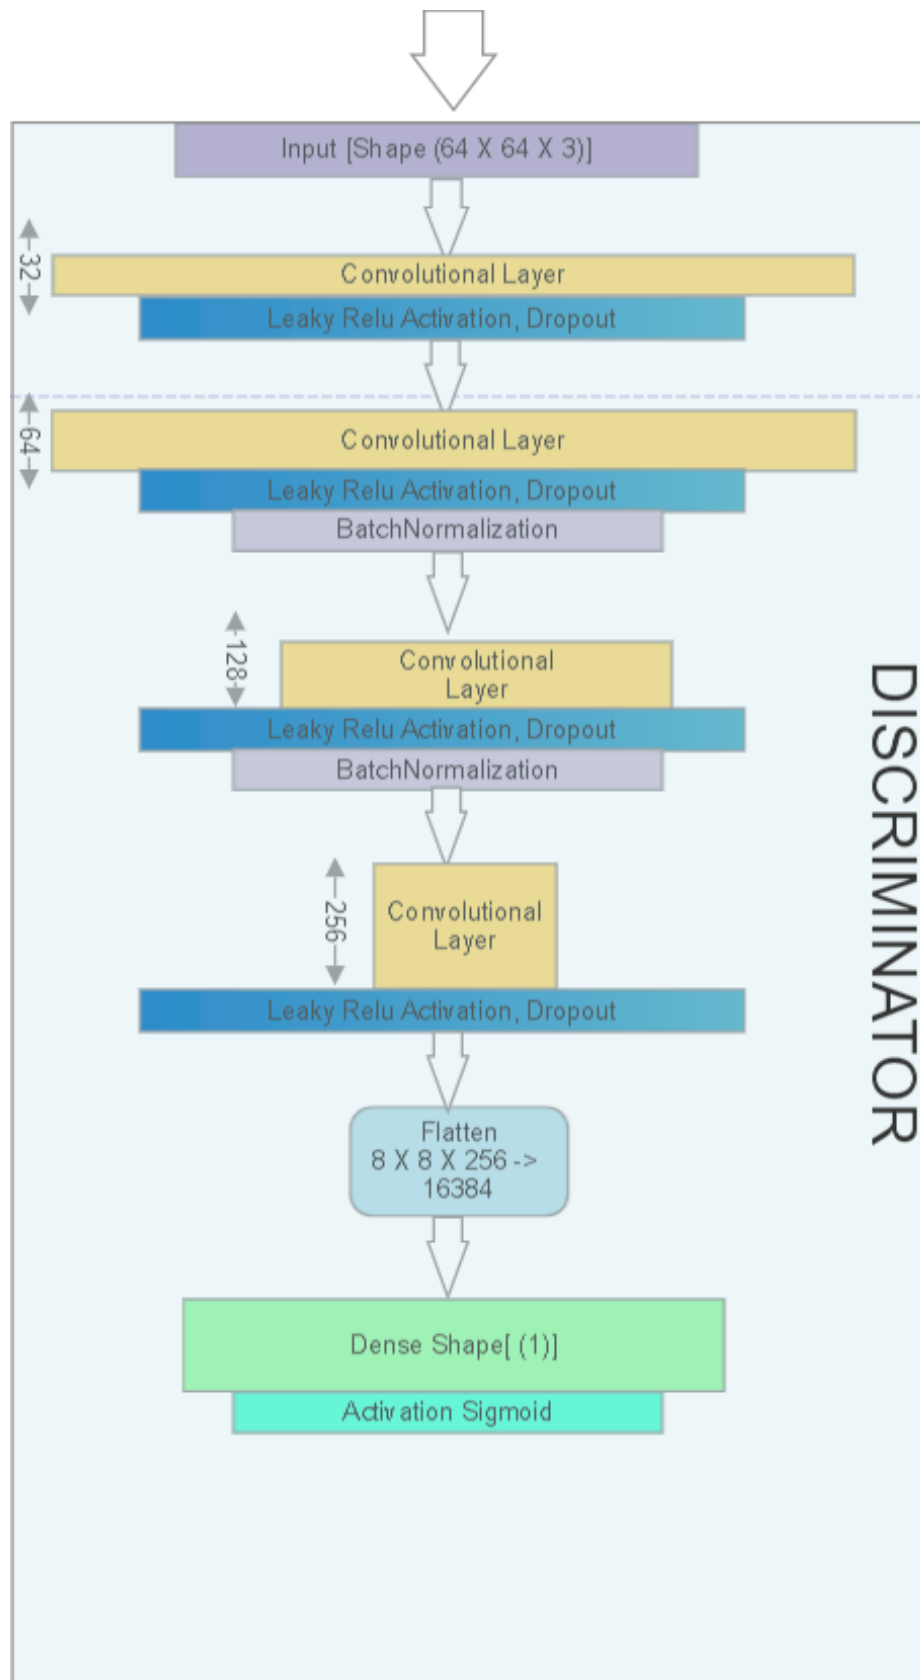 Input [Shape (64 X 64 X 3)]
32
Convolutional Layer
Leaky Relu Activation, Dropout
64
Convolutional Layer
Leaky Relu Activation, Dropout
BatchNormalization
128
Convolutional
Layer
Leaky Relu Activation, Dropout
BatchNormalization
256
Convolutional
Layer
Leaky Relu Activation, Dropout
Flatten
8 X 8 X 256 ->
16384
Dense Shape[ (1)]
Activation Sigmoid
DISCRIMINATOR